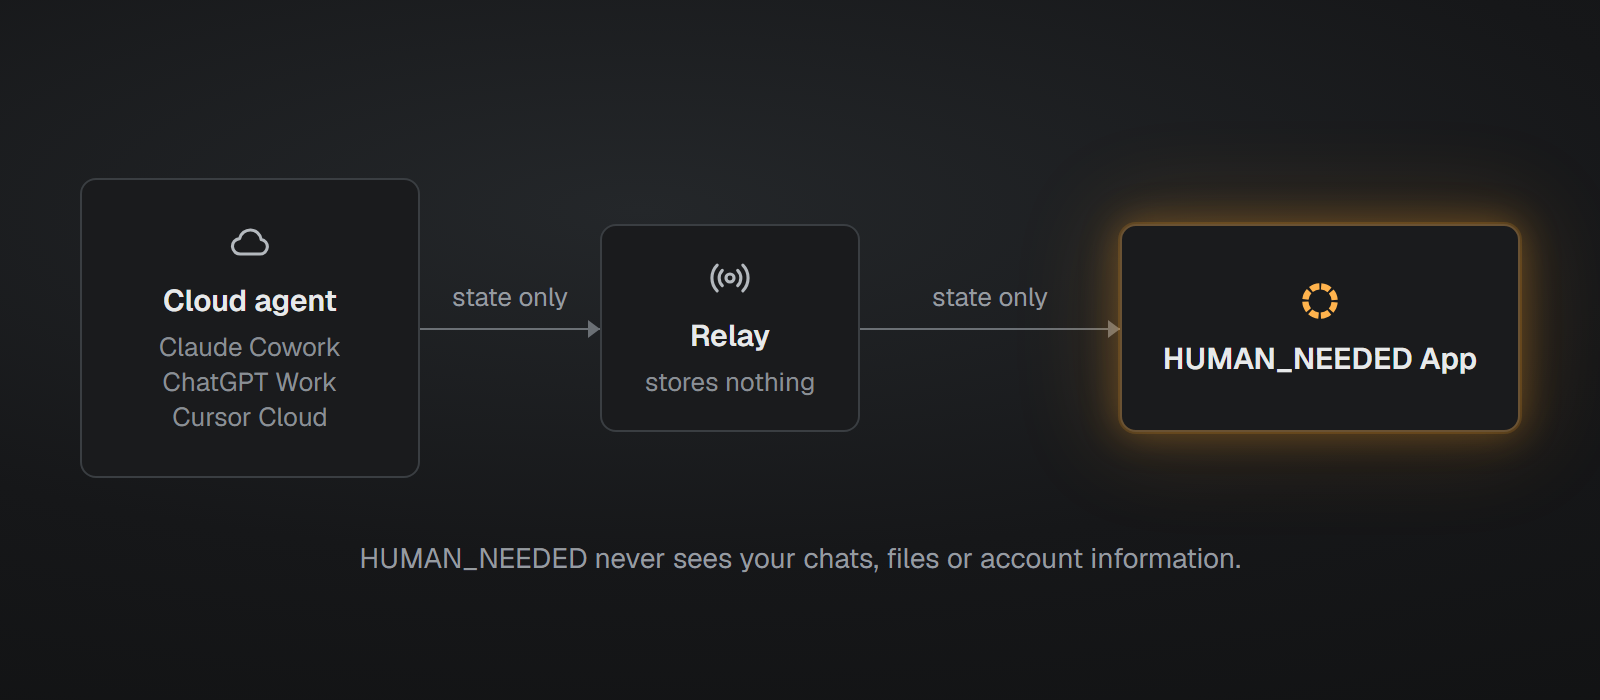 Cloud agent
Claude Cowork
ChatGPT Work
Cursor Cloud
state only
Relay
stores nothing
state only
HUMAN_NEEDED App
HUMAN_NEEDED never sees your chats, files or account information.